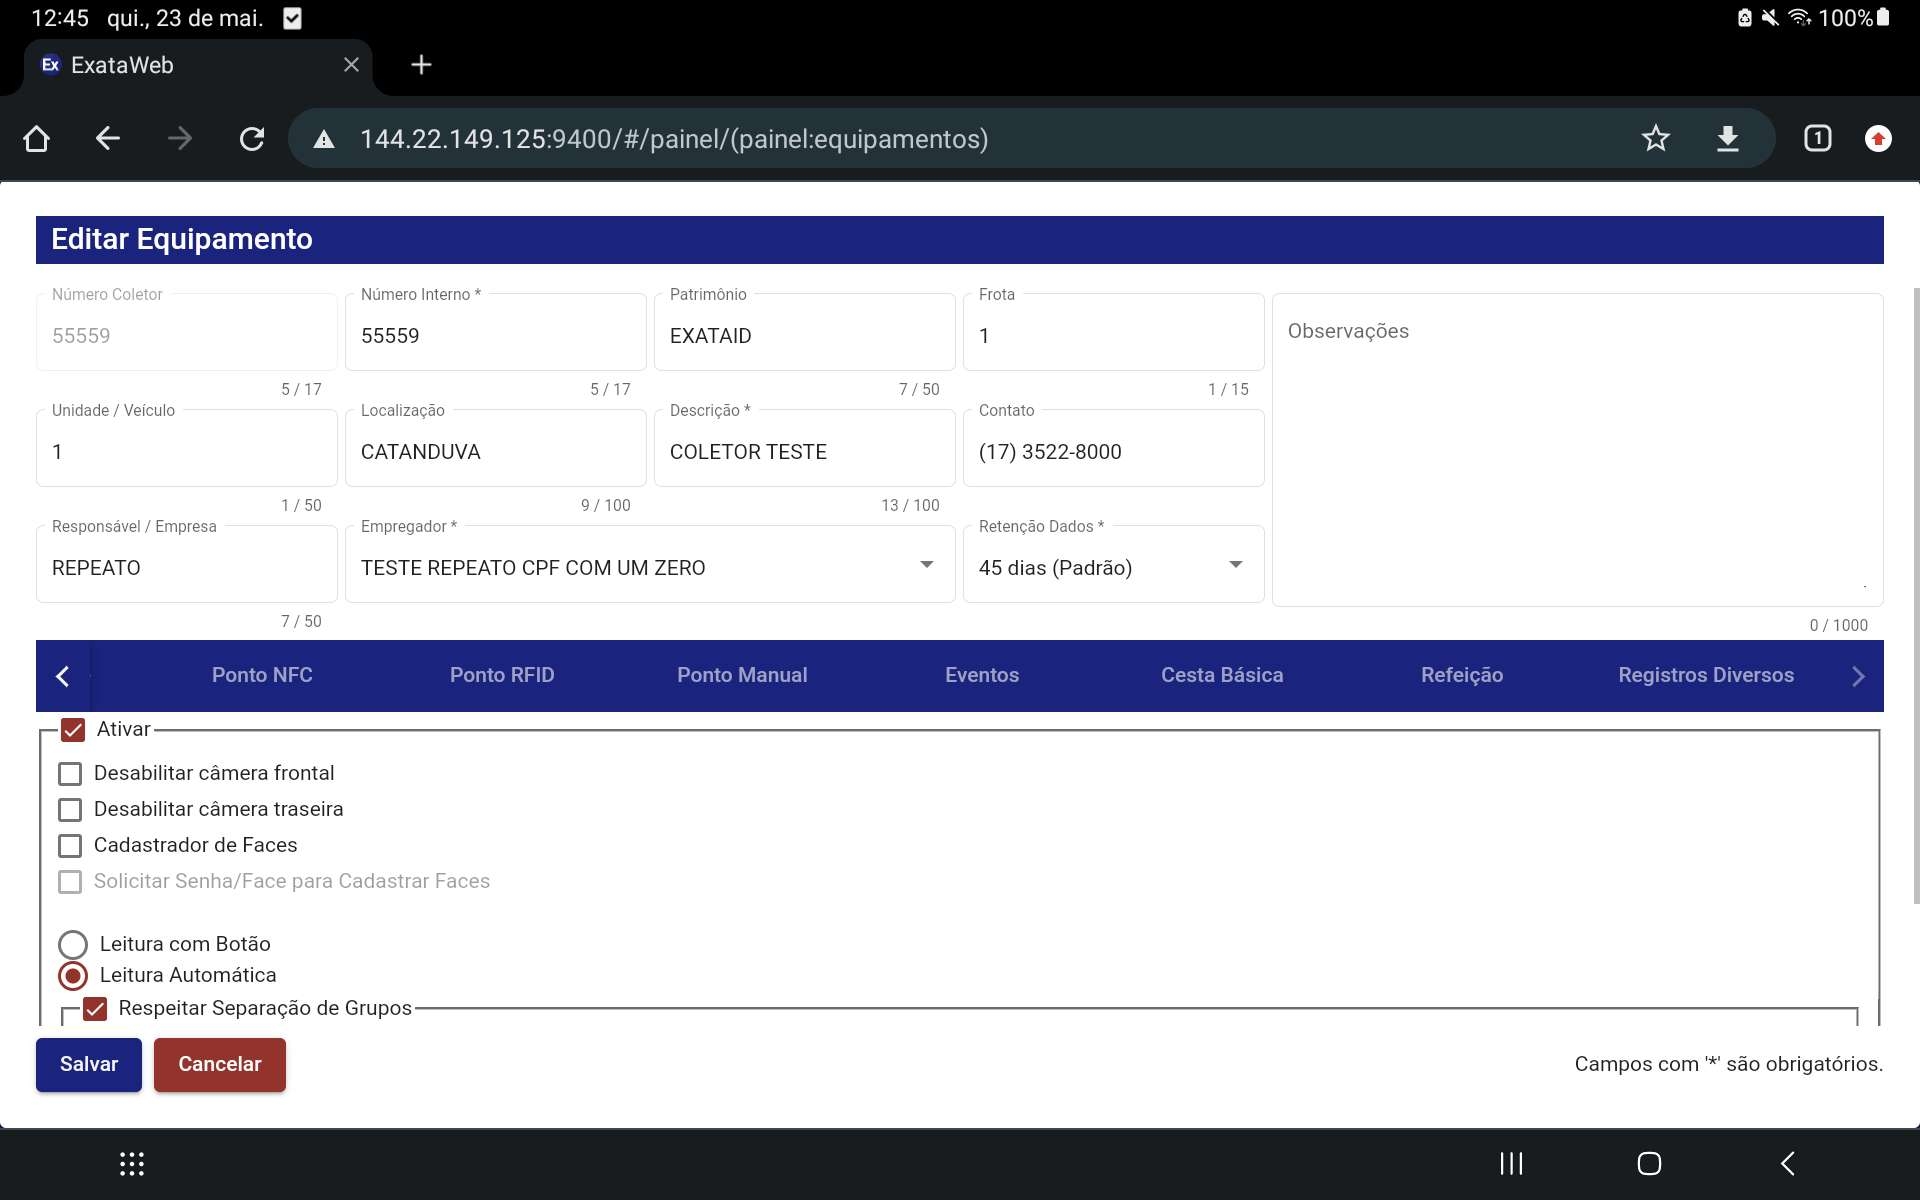 12:45 qui., 23 de mai.
100%
Ex ExataWeb
144.22.149.125:9400/#/painel/(painel:equipamentos)
1
Editar Equipamento
Número Coletor
55559
5 / 17
Número Interno *
55559
5 / 17
Patrimônio
EXATAID
7 / 50
Frota
1
1 / 15
Observações
0 / 1000
Unidade / Veículo
1
1 / 50
Localização
CATANDUVA
9 / 100
Descrição *
COLETOR TESTE
13 / 100
Contato
(17) 3522-8000
Responsável / Empresa
REPEATO
7 / 50
Empregador *
TESTE REPEATO CPF COM UM ZERO
Retenção Dados *
45 dias (Padrão)
Ponto NFC Ponto RFID Ponto Manual Eventos Cesta Básica Refeição Registros Diversos
Ativar
Desabilitar câmera frontal
Desabilitar câmera traseira
Cadastrador de Faces
Solicitar Senha/Face para Cadastrar Faces
Leitura com Botão
Leitura Automática
Respeitar Separação de Grupos
Salvar Cancelar
Campos com '*' são obrigatórios.